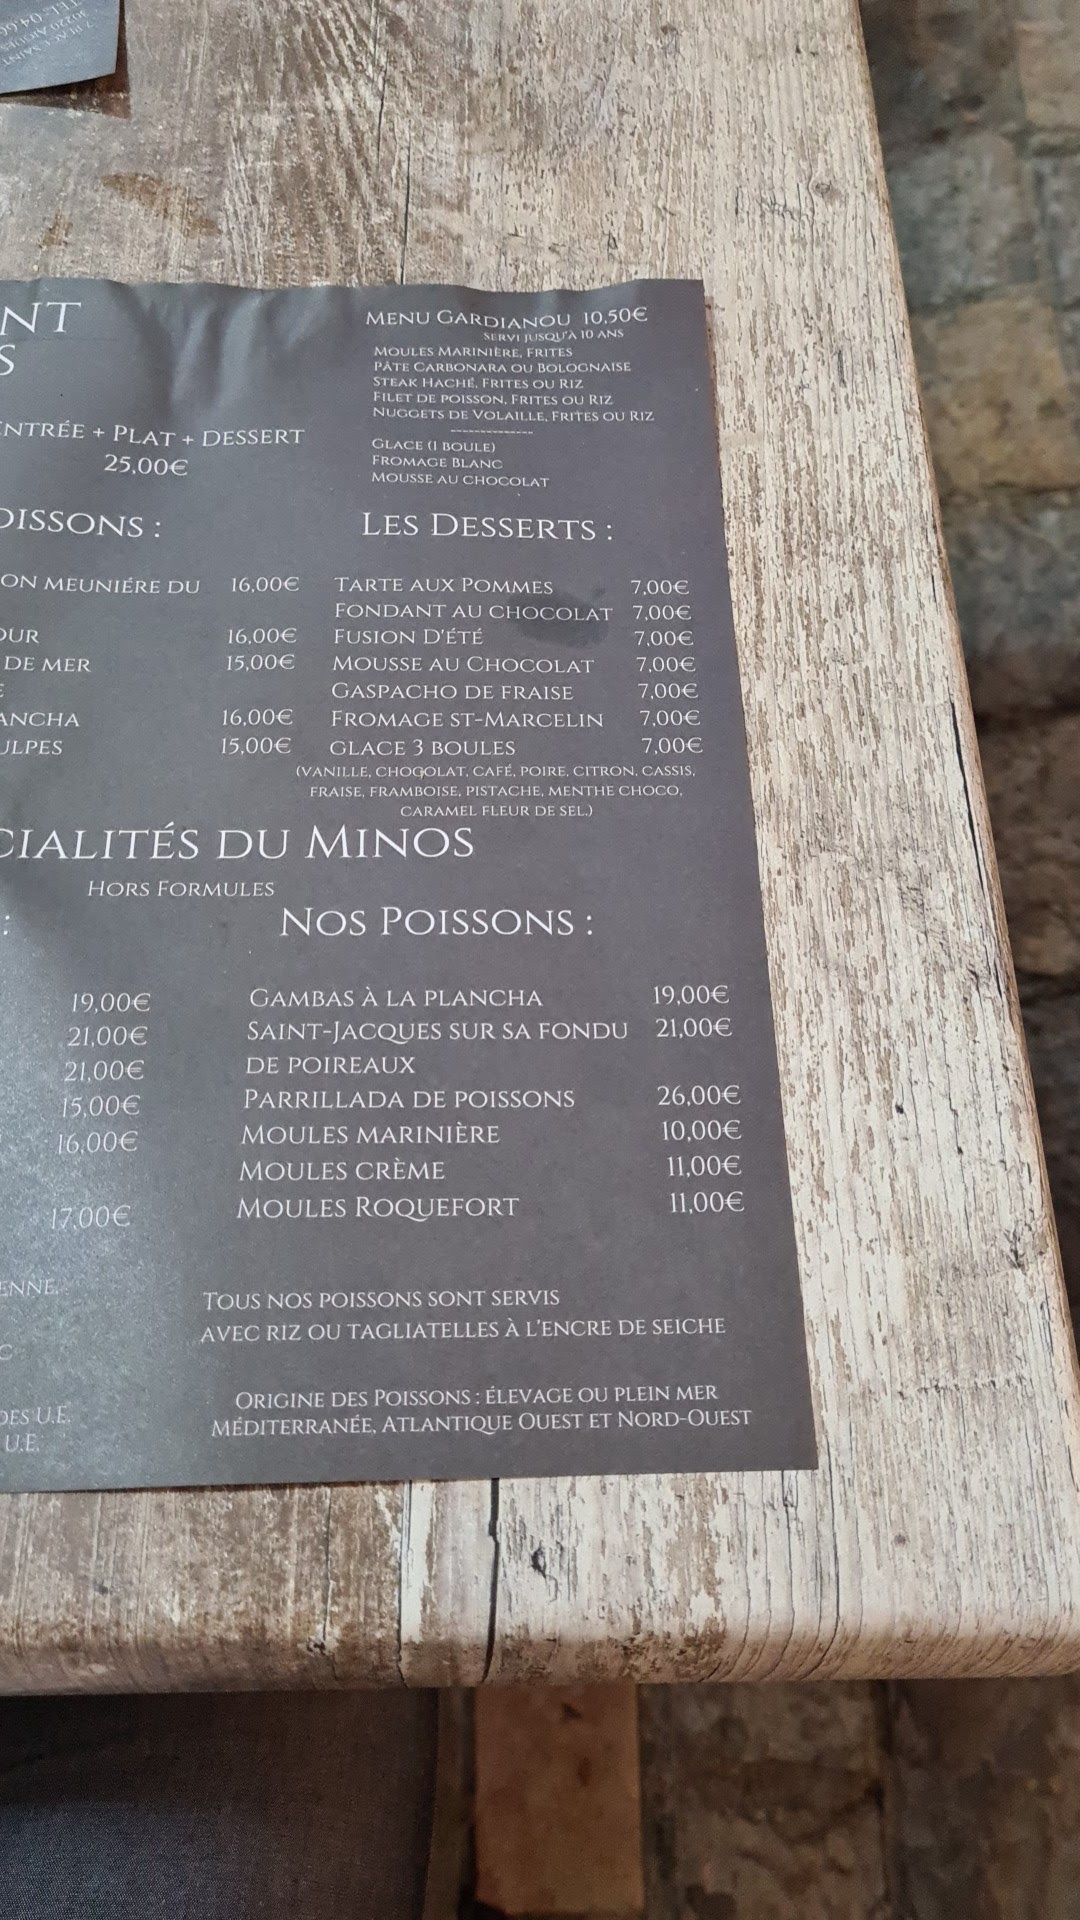 NT
S
ENTRÉE + PLAT + DESSERT
25,00€
MENU GARDIANOU 10,50€
SERVI JUSQU'À 10 ANS
MOULES MARINIÈRE, FRITES
PÂTE CARBONARA OU BOLOGNAISE
STEAK HACHÉ, FRITES OU RIZ
FILET DE POISSON, FRITES OU RIZ
NUGGETS DE VOLAILLE, FRITES OU RIZ
---------------
GLACE (1 BOULE)
FROMAGE BLANC
MOUSSE AU CHOCOLAT
OISSONS :
ON MEUNIÉRE DU 16,00€
OUR 16,00€
DE MER 15,00€
E
ANCHA 16,00€
ULPES 15,00€
LES DESSERTS :
TARTE AUX POMMES 7,00€
FONDANT AU CHOCOLAT 7,00€
FUSION D'ÉTÉ 7,00€
MOUSSE AU CHOCOLAT 7,00€
GASPACHO DE FRAISE 7,00€
FROMAGE ST-MARCELIN 7,00€
GLACE 3 BOULES 7,00€
(VANILLE, CHOCOLAT, CAFÉ, POIRE, CITRON, CASSIS,
FRAISE, FRAMBOISE, PISTACHE, MENTHE CHOCO,
CARAMEL FLEUR DE SEL.)
CIALITÉS DU MINOS
HORS FORMULES
:
19,00€
21,00€
21,00€
15,00€
16,00€
17,00€
NOS POISSONS :
GAMBAS À LA PLANCHA 19,00€
SAINT-JACQUES SUR SA FONDU 21,00€
DE POIREAUX
PARRILLADA DE POISSONS 26,00€
MOULES MARINIÈRE 10,00€
MOULES CRÈME 11,00€
MOULES ROQUEFORT 11,00€
ENNE.
C
DES U.E.
U.E.
TOUS NOS POISSONS SONT SERVIS
AVEC RIZ OU TAGLIATELLES À L'ENCRE DE SEICHE
ORIGINE DES POISSONS : ÉLEVAGE OU PLEIN MER
MÉDITERRANÉE, ATLANTIQUE OUEST ET NORD-OUEST